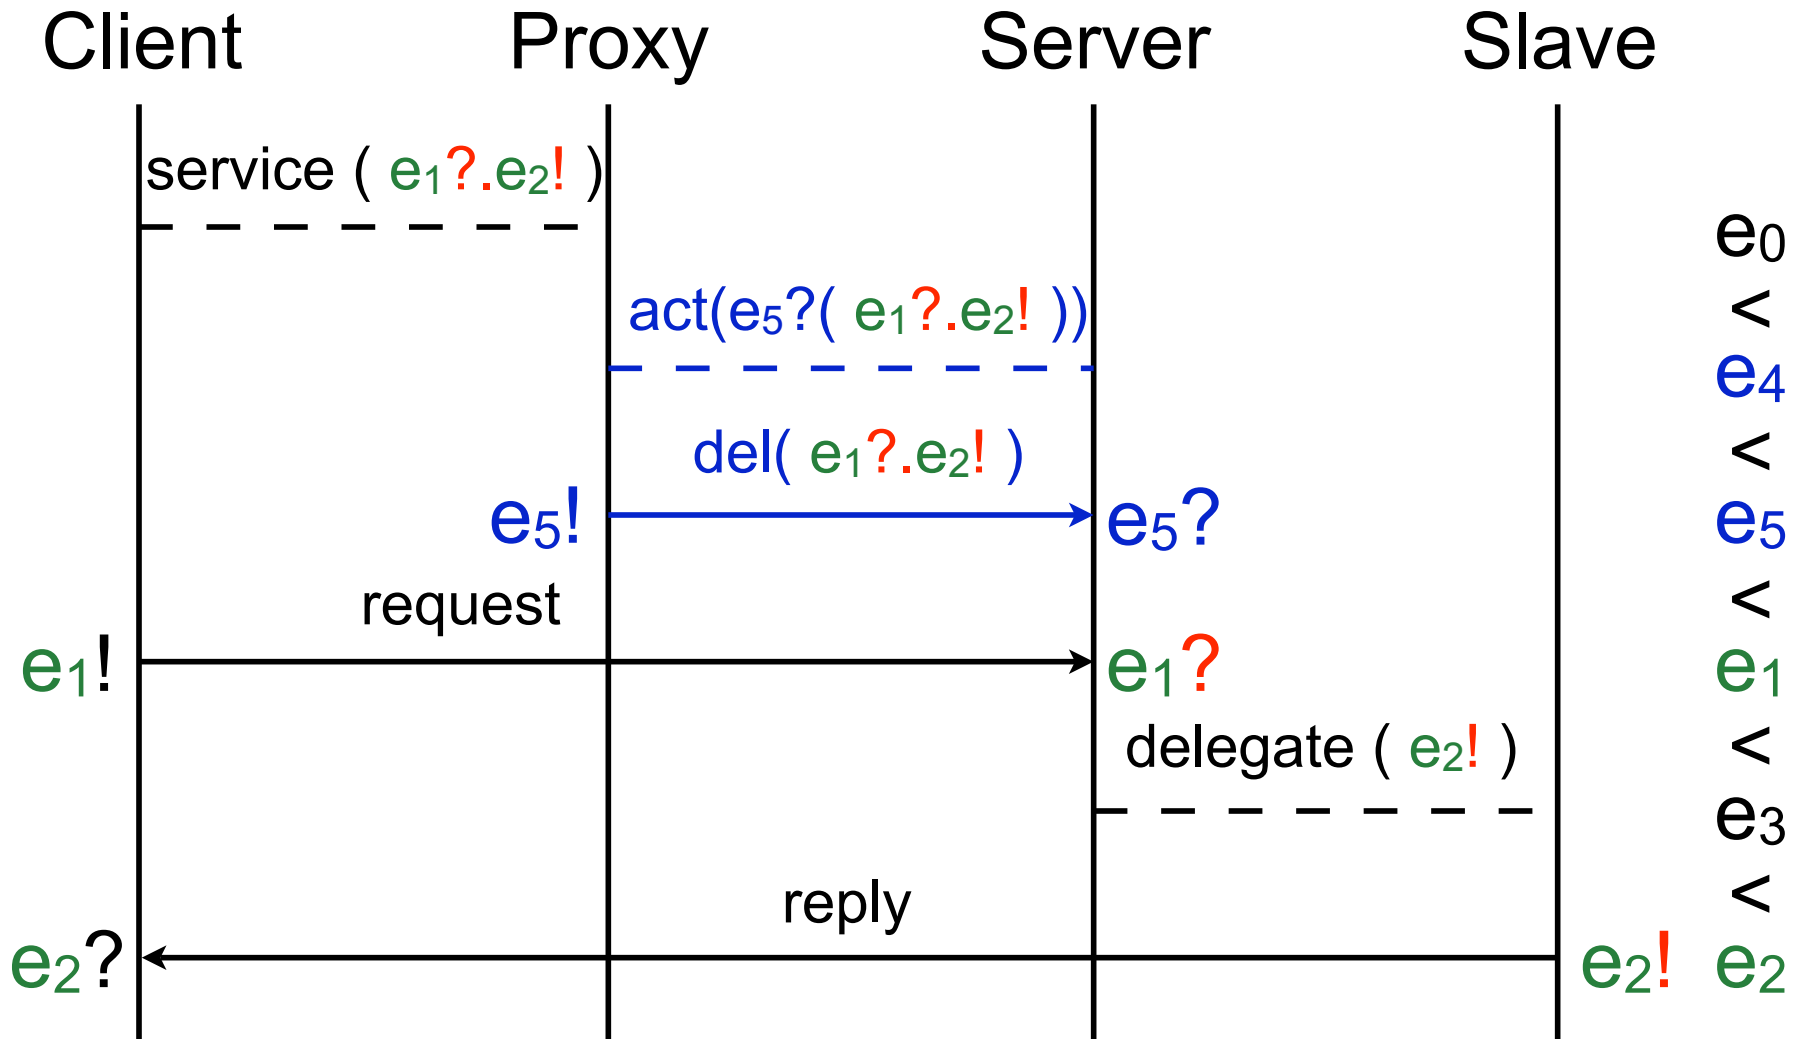 Client Proxy Server Slave
service ( e₁?.e₂! )
e₀
<
act(e₅?( e₁?.e₂! ))
e₄
<
del( e₁?.e₂! )
e₅! e₅? e₅
<
request
e₁! e₁? e₁
<
delegate ( e₂! )
e₃
<
reply
e₂? e₂! e₂